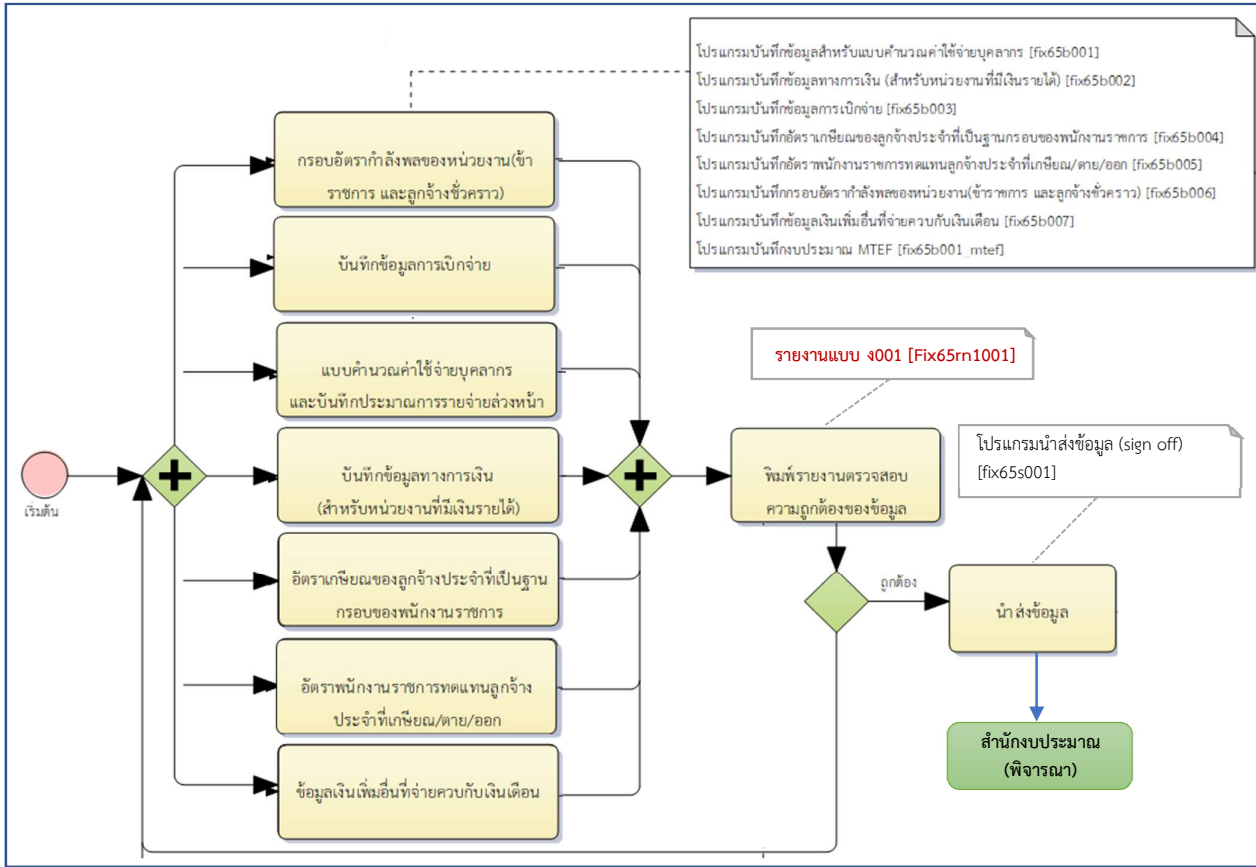 โปรแกรมบันทึกข้อมูลสำหรับแบบคำนวณค่าใช้จ่ายบุคลากร [fix65b001]
โปรแกรมบันทึกข้อมูลทางการเงิน (สำหรับหน่วยงานที่มีเงินรายได้) [fix65b002]
โปรแกรมบันทึกข้อมูลการเบิกจ่าย [fix65b003]
โปรแกรมบันทึกอัตราเกษียณของลูกจ้างประจำที่เป็นฐานกรอบของพนักงานราชการ [fix65b004]
โปรแกรมบันทึกอัตราพนักงานราชการทดแทนลูกจ้างประจำที่เกษียณ/ตาย/ออก [fix65b005]
โปรแกรมบันทึกกรอบอัตรากำลังพลของหน่วยงาน(ข้าราชการ และลูกจ้างชั่วคราว) [fix65b006]
โปรแกรมบันทึกข้อมูลเงินเพิ่มอื่นที่จ่ายควบกับเงินเดือน [fix65b007]
โปรแกรมบันทึกงบประมาณ MTEF [fix65b001_mtef]
กรอบอัตรากำลังพลของหน่วยงาน(ข้า
ราชการ และลูกจ้างชั่วคราว)
บันทึกข้อมูลการเบิกจ่าย
แบบคำนวณค่าใช้จ่ายบุคลากร
และบันทึกประมาณการรายจ่ายล่วงหน้า
บันทึกข้อมูลทางการเงิน
(สำหรับหน่วยงานที่มีเงินรายได้)
อัตราเกษียณของลูกจ้างประจำที่เป็นฐาน
กรอบของพนักงานราชการ
อัตราพนักงานราชการทดแทนลูกจ้าง
ประจำที่เกษียณ/ตาย/ออก
ข้อมูลเงินเพิ่มอื่นที่จ่ายควบกับเงินเดือน
เริ่มต้น
รายงานแบบ ง001 [Fix65rn1001]
พิมพ์รายงานตรวจสอบ
ความถูกต้องของข้อมูล
โปรแกรมนำส่งข้อมูล (sign off)
[fix65s001]
ถูกต้อง
นำส่งข้อมูล
สำนักงบประมาณ
(พิจารณา)